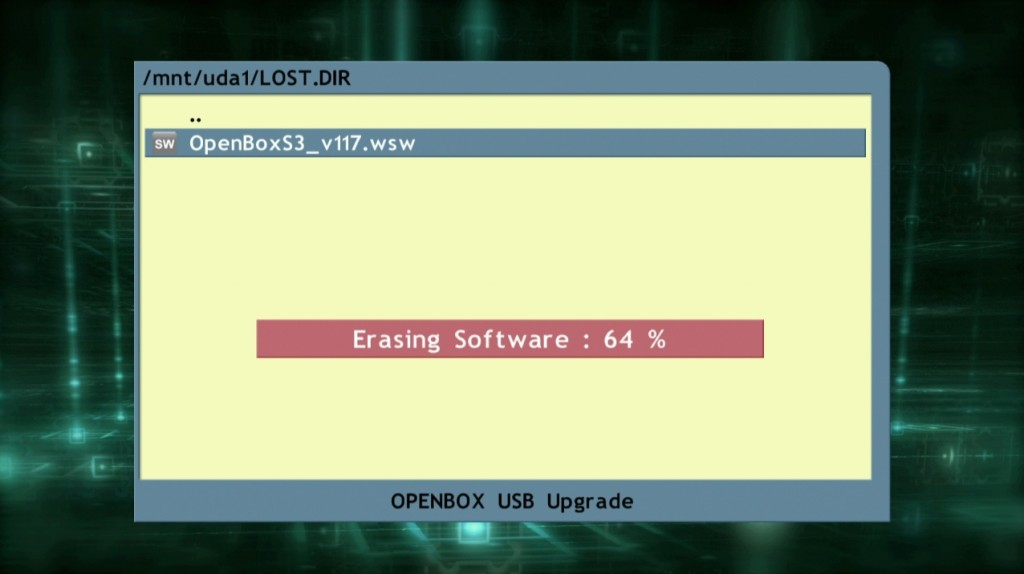 /mnt/uda1/LOST.DIR
..
SW OpenBoxS3_v117.wsw
Erasing Software : 64 %
OPENBOX USB Upgrade